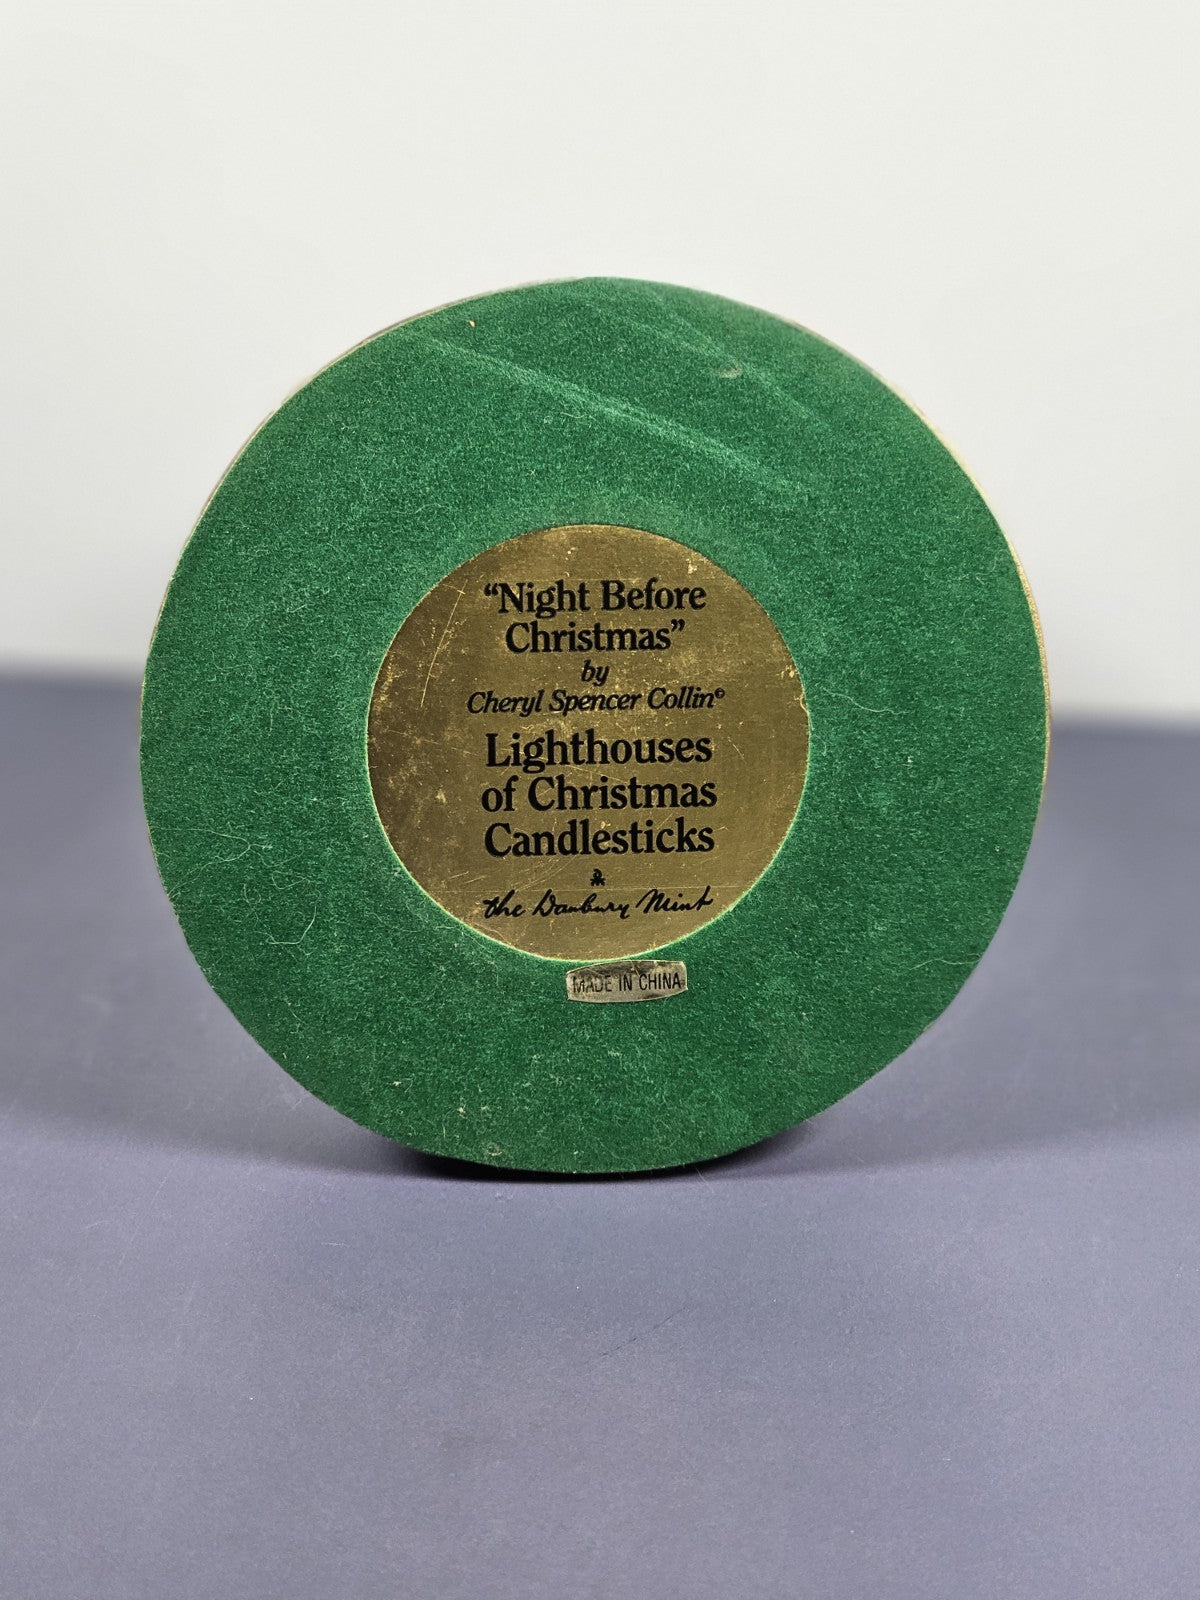 “Night Before
Christmas”
by
Cheryl Spencer Collin©
Lighthouses
of Christmas
Candlesticks
the Danbury Mint
MADE IN CHINA